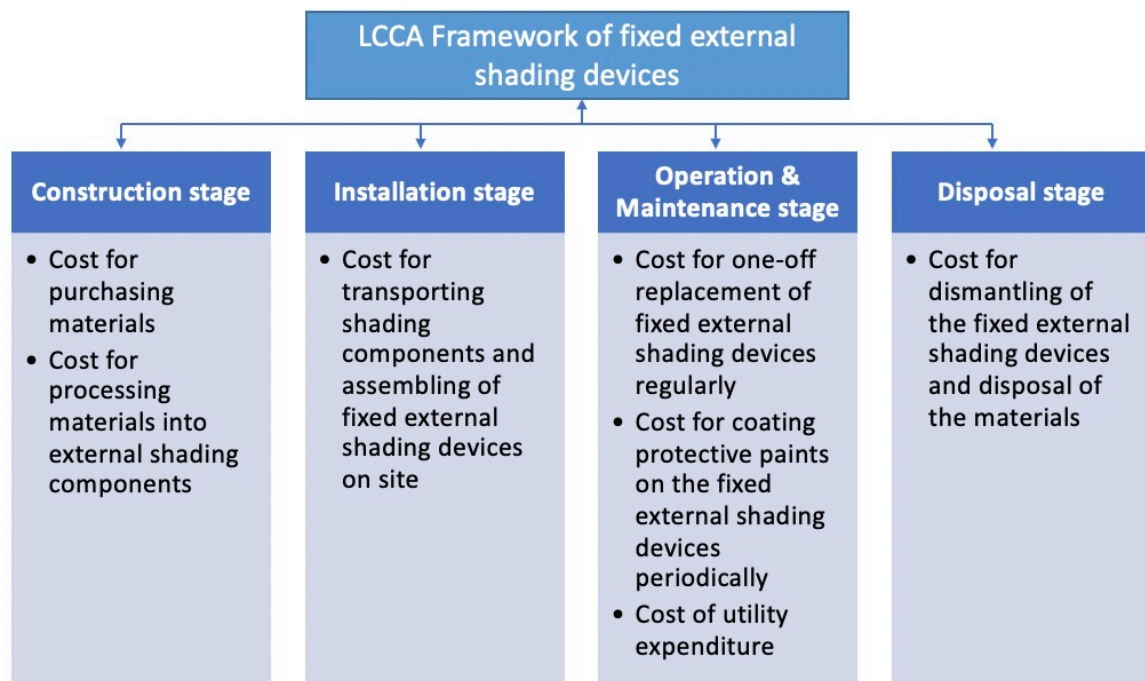 LCCA Framework of fixed external
shading devices
Construction stage
• Cost for
purchasing
materials
• Cost for
processing
materials into
external shading
components
Installation stage
• Cost for
transporting
shading
components and
assembling of
fixed external
shading devices
on site
Operation &
Maintenance stage
• Cost for one-off
replacement of
fixed external
shading devices
regularly
• Cost for coating
protective paints
on the fixed
external shading
devices
periodically
• Cost of utility
expenditure
Disposal stage
• Cost for
dismantling of
the fixed external
shading devices
and disposal of
the materials